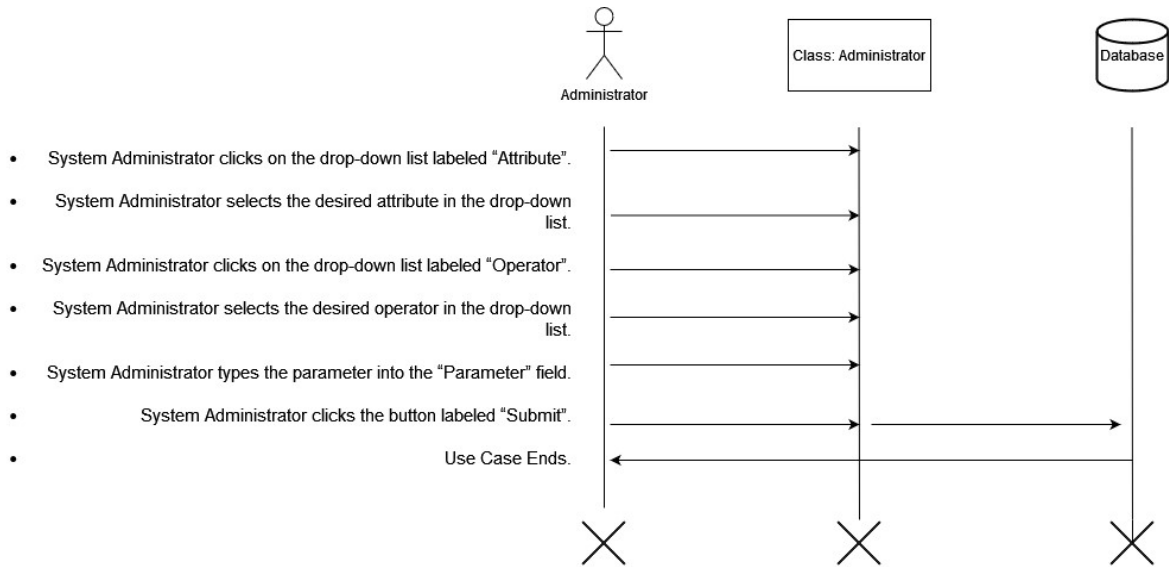 Class: Administrator
Database
Administrator
• System Administrator clicks on the drop-down list labeled “Attribute”.
• System Administrator selects the desired attribute in the drop-down
list.
• System Administrator clicks on the drop-down list labeled “Operator”.
• System Administrator selects the desired operator in the drop-down
list.
• System Administrator types the parameter into the “Parameter” field.
• System Administrator clicks the button labeled “Submit”.
• Use Case Ends.